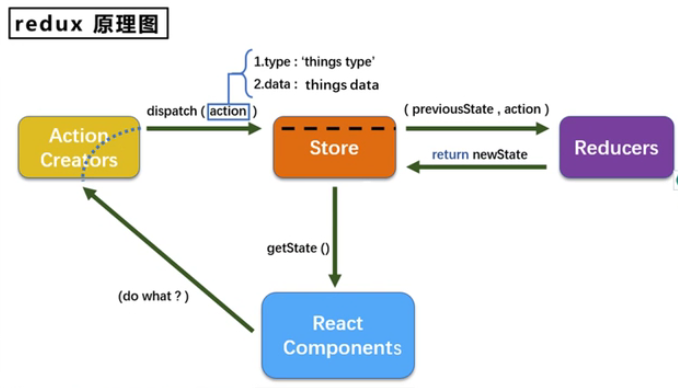 redux 原理图
1.type : 'things type'
2.data : things data
dispatch ( action )
( previousState , action )
Action
Creators
Store
Reducers
return newState
getState ()
(do what ? )
React
Components